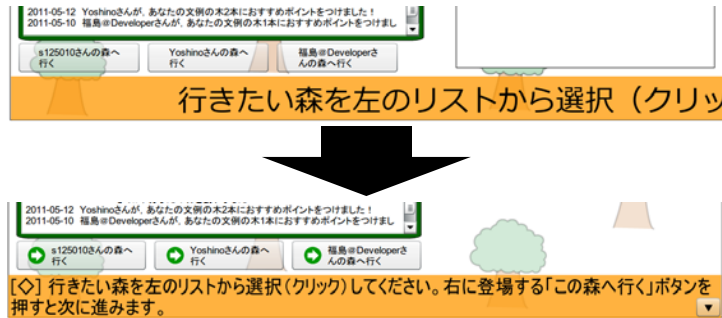 2011-05-12 Yoshinoさんが、あなたの文例の木2本におすすめポイントをつけました！
2011-05-10 福島＠Developerさんが、あなたの文例の木1本におすすめポイントをつけまし
s125010さんの森へ
行く
Yoshinoさんの森へ
行く
福島＠Developerさ
んの森へ行く
行きたい森を左のリストから選択（クリッ
2011-05-12 Yoshinoさんが、あなたの文例の木2本におすすめポイントをつけました！
2011-05-10 福島＠Developerさんが、あなたの文例の木1本におすすめポイントをつけまし
s125010さんの森へ
行く
Yoshinoさんの森へ
行く
福島＠Developerさ
んの森へ行く
[◇] 行きたい森を左のリストから選択（クリック）してください。右に登場する「この森へ行く」ボタンを
押すと次に進みます。